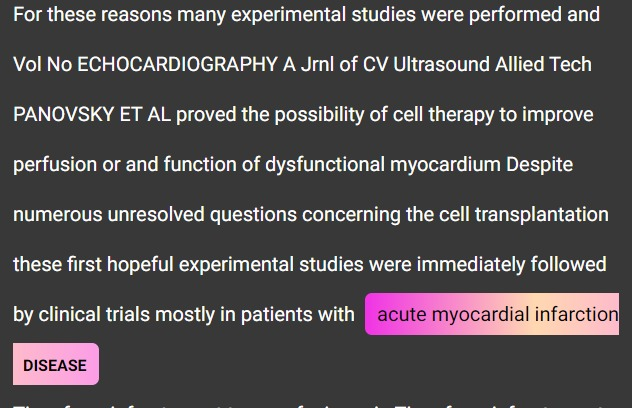 For these reasons many experimental studies were performed and
Vol No ECHOCARDIOGRAPHY A Jrnl of CV Ultrasound Allied Tech
PANOVSKY ET AL proved the possibility of cell therapy to improve
perfusion or and function of dysfunctional myocardium Despite
numerous unresolved questions concerning the cell transplantation
these first hopeful experimental studies were immediately followed
by clinical trials mostly in patients with acute myocardial infarction
DISEASE